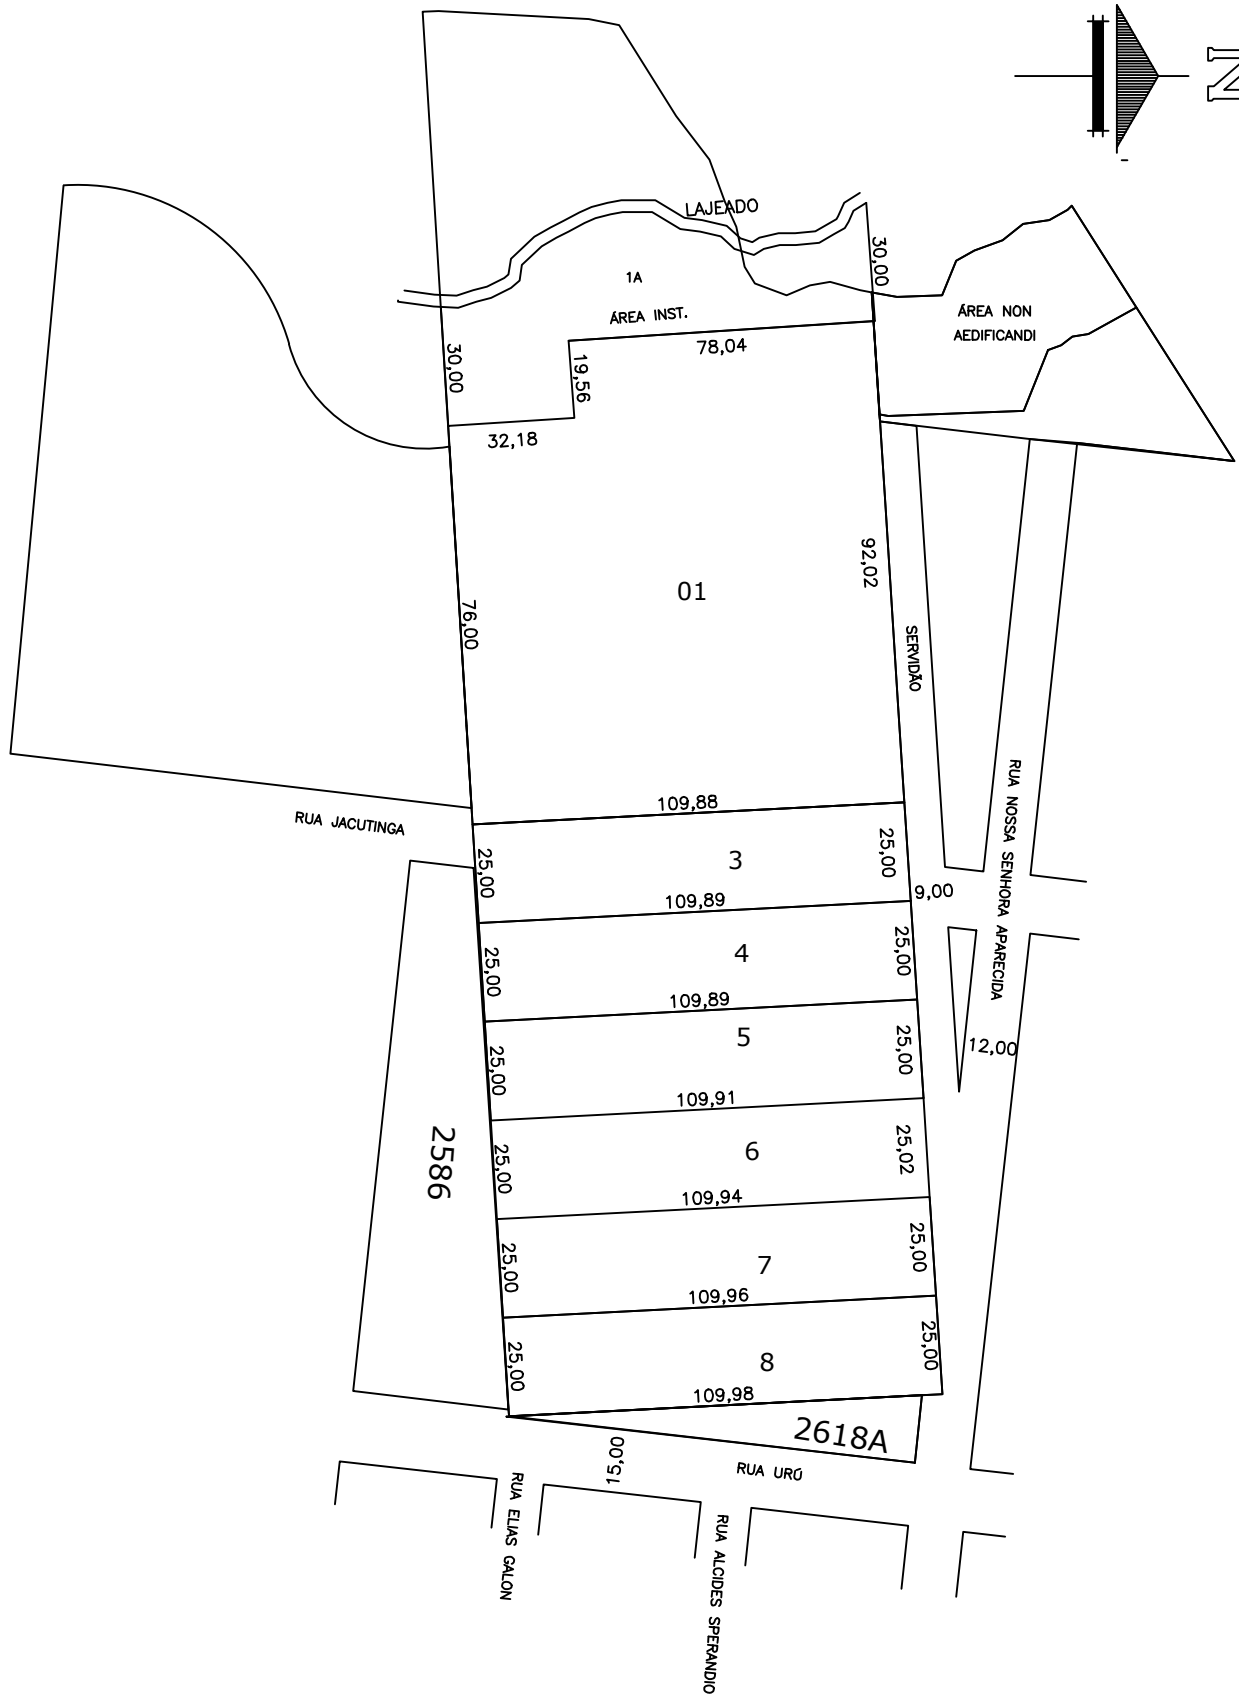 N
LAJEADO
30,00
1A
ÁREA INST.
ÁREA NON
AEDIFICANDI
78,04
30,00
19,56
32,18
92,02
01
76,00
SERVIDÃO
RUA NOSSA SENHORA APARECIDA
RUA JACUTINGA
109,88
25,00
3
25,00
109,89
9,00
25,00
4
25,00
109,89
25,00
5
25,00
12,00
109,91
2586
25,00
6
25,02
109,94
25,00
7
25,00
109,96
25,00
8
25,00
109,98
2618A
15,00
RUA URÚ
RUA ELIAS GALON
RUA ALCIDES SPERANDIO